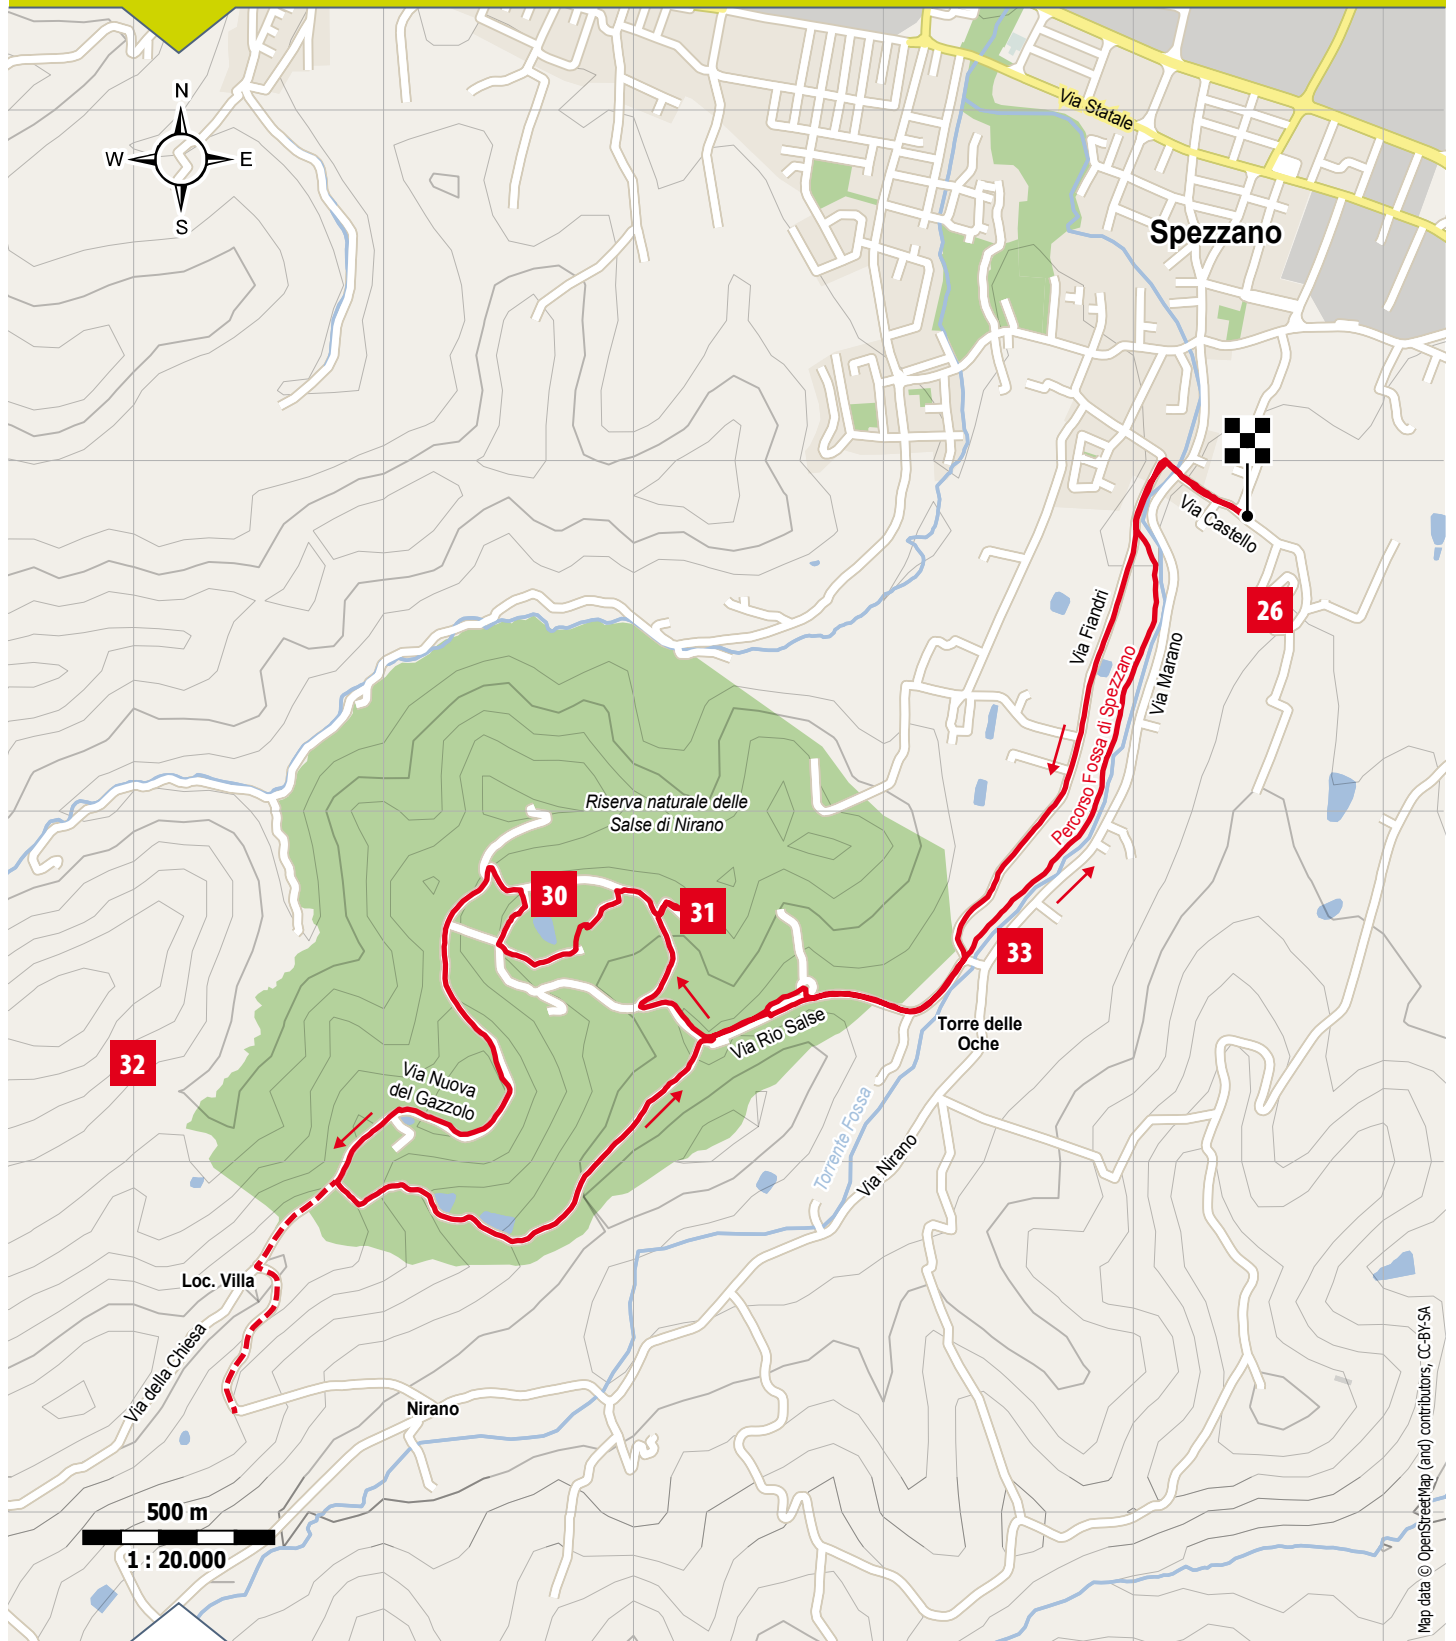 N
W
E
S
Via Statale
Spezzano
Via Castello
26
Via Fiandri
Percorso Fossa di Spezzano
Via Marano
Riserva naturale delle
Salse di Nirano
30
31
33
Torre delle
Oche
Via Rio Salse
32
Via Nuova
del Gazzolo
Torrente Fossa
Via Nirano
Loc. Villa
Via della Chiesa
Nirano
500 m
1 : 20.000
Map data © OpenStreetMap (and) contributors, CC-BY-SA